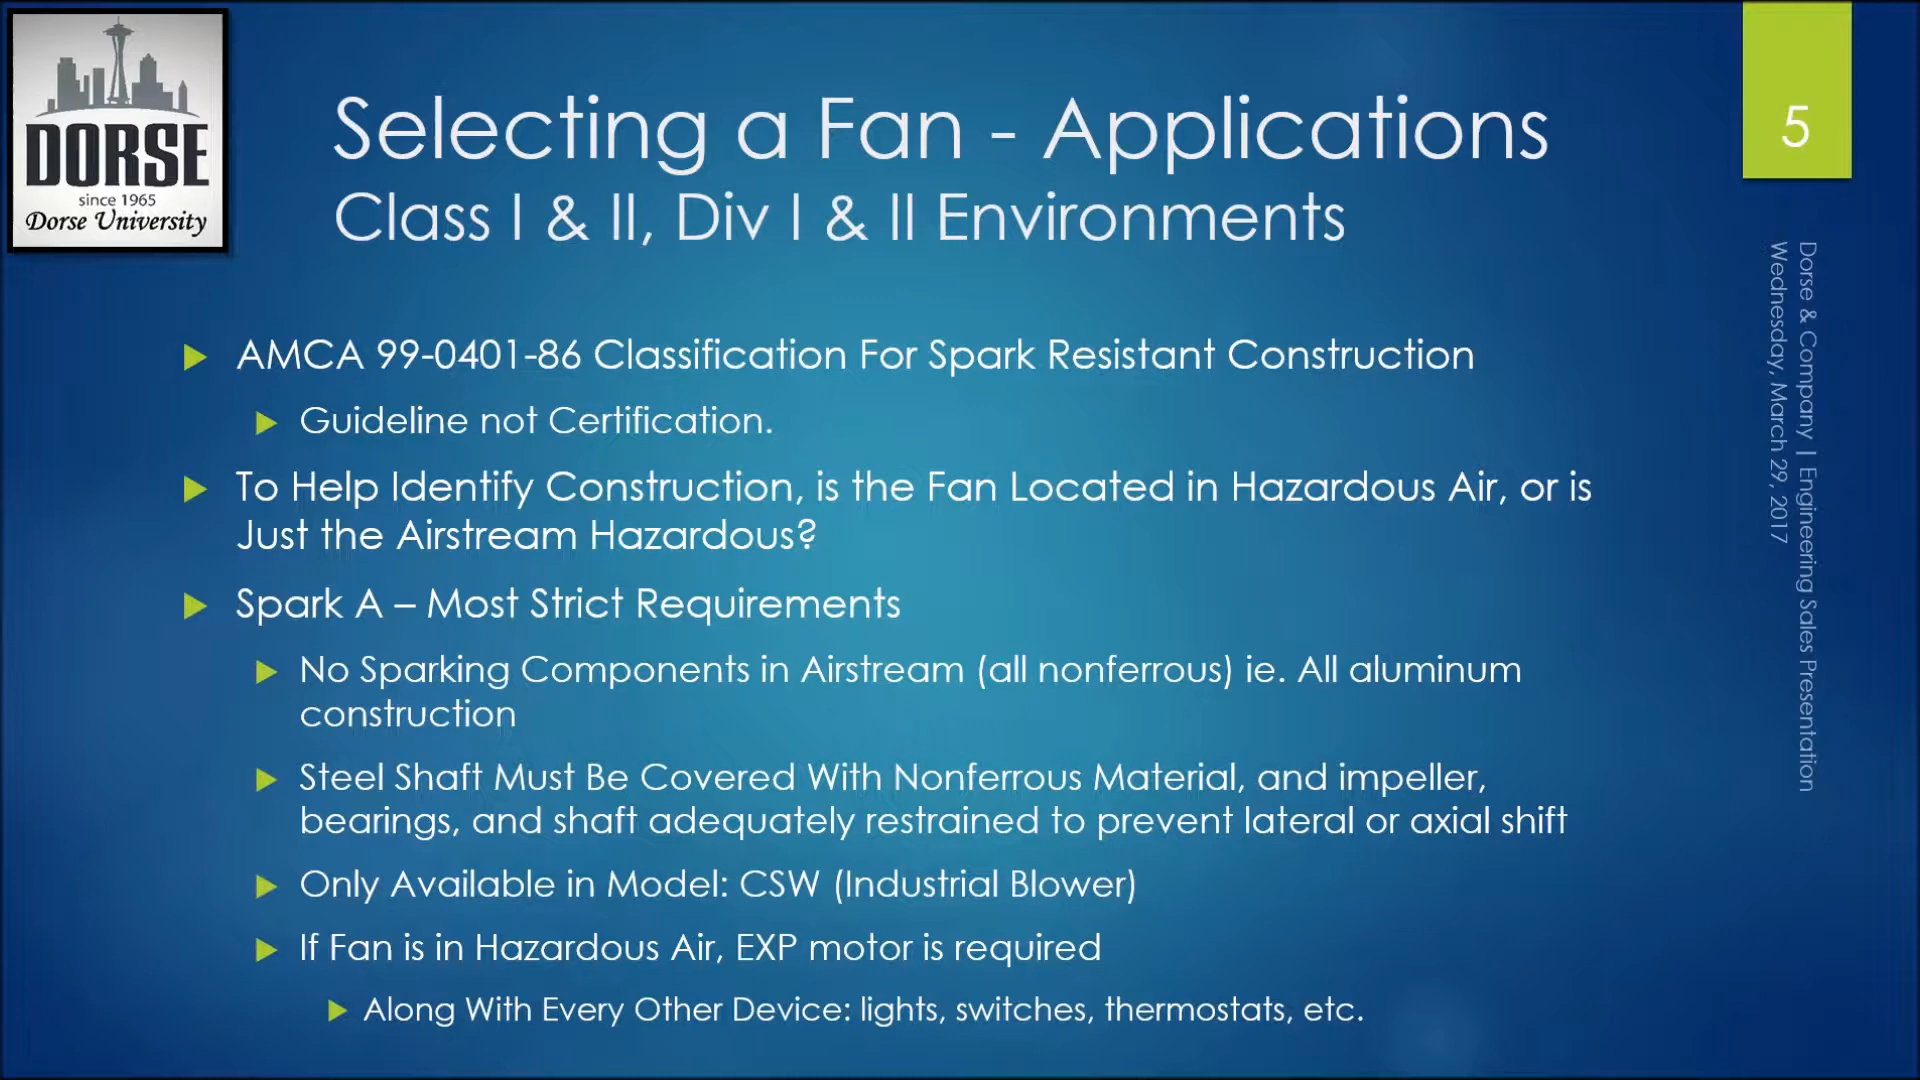 DORSE
since 1965
Dorse University
Selecting a Fan - Applications
Class I & II, Div I & II Environments
5
AMCA 99-0401-86 Classification For Spark Resistant Construction
Guideline not Certification.
To Help Identify Construction, is the Fan Located in Hazardous Air, or is
Just the Airstream Hazardous?
Spark A – Most Strict Requirements
No Sparking Components in Airstream (all nonferrous) ie. All aluminum
construction
Steel Shaft Must Be Covered With Nonferrous Material, and impeller,
bearings, and shaft adequately restrained to prevent lateral or axial shift
Only Available in Model: CSW (Industrial Blower)
If Fan is in Hazardous Air, EXP motor is required
Along With Every Other Device: lights, switches, thermostats, etc.
Dorse & Company | Engineering Sales Presentation
Wednesday, March 29, 2017